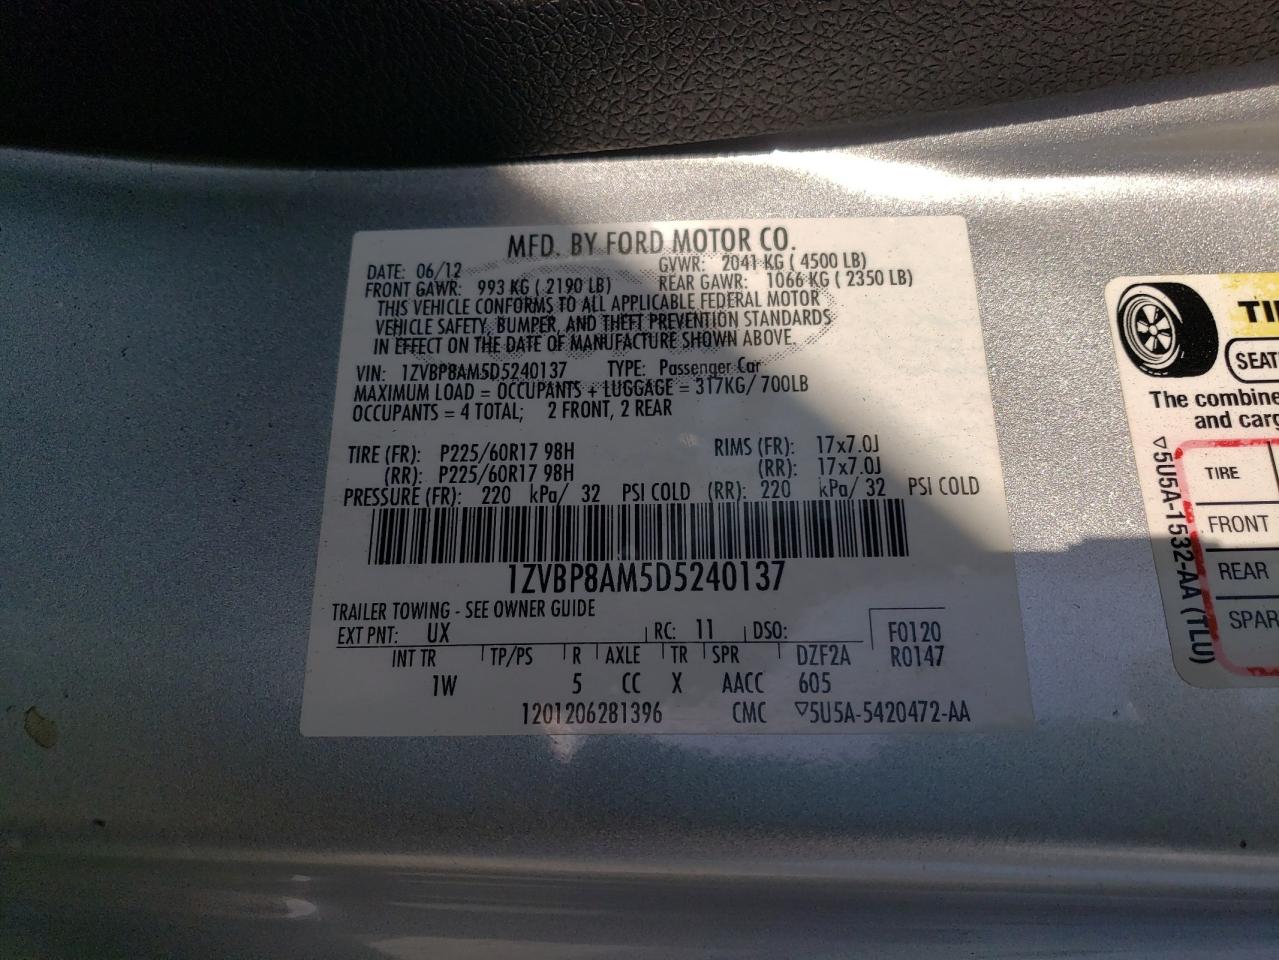 MFD. BY FORD MOTOR CO.
DATE: 06/12 GVWR: 2041 KG ( 4500 LB)
FRONT GAWR: 993 KG ( 2190 LB) REAR GAWR: 1066 KG ( 2350 LB)
THIS VEHICLE CONFORMS TO ALL APPLICABLE FEDERAL MOTOR
VEHICLE SAFETY, BUMPER, AND THEFT PREVENTION STANDARDS
IN EFFECT ON THE DATE OF MANUFACTURE SHOWN ABOVE.
VIN: 1ZVBP8AM5D5240137 TYPE: Passenger Car
MAXIMUM LOAD = OCCUPANTS + LUGGAGE = 317KG/ 700LB
OCCUPANTS = 4 TOTAL; 2 FRONT, 2 REAR
TIRE (FR): P225/60R17 98H RIMS (FR): 17x7.0J
(RR): P225/60R17 98H (RR): 17x7.0J
PRESSURE (FR): 220 kPa/ 32 PSI COLD (RR): 220 kPa/ 32 PSI COLD
1ZVBP8AM5D5240137
TRAILER TOWING - SEE OWNER GUIDE
EXT PNT: UX RC: 11 DSO: F0120
INT TR TP/PS R AXLE TR SPR DZF2A R0147
1W 5 CC X AACC 605
1201206281396 CMC ▽5U5A-5420472-AA
SEATI
The combine
and carg
TIRE
FRONT
REAR
SPAR
▽5U5A-1532-AA (TLU)